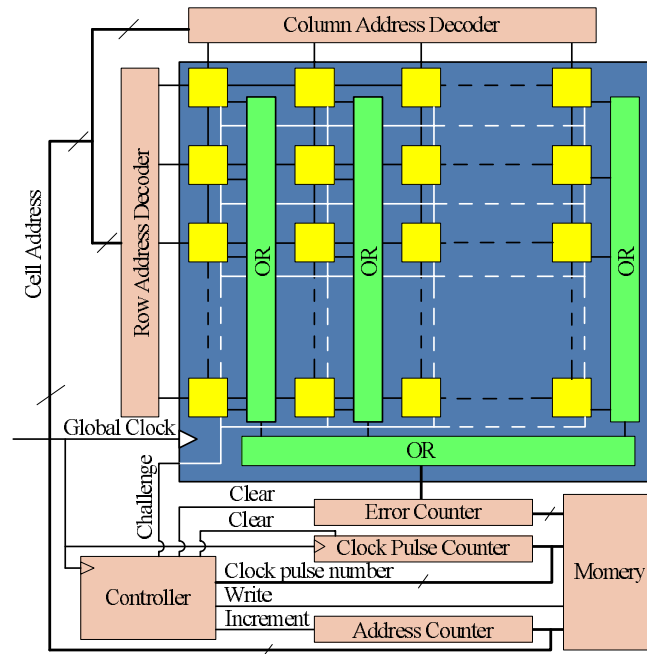 Column Address Decoder
Row Address Decoder
Cell Address
OR
OR
OR
Global Clock
OR
Challenge
Clear
Error Counter
Clear
Clock Pulse Counter
Momery
Clock pulse number
Controller
Write
Increment
Address Counter